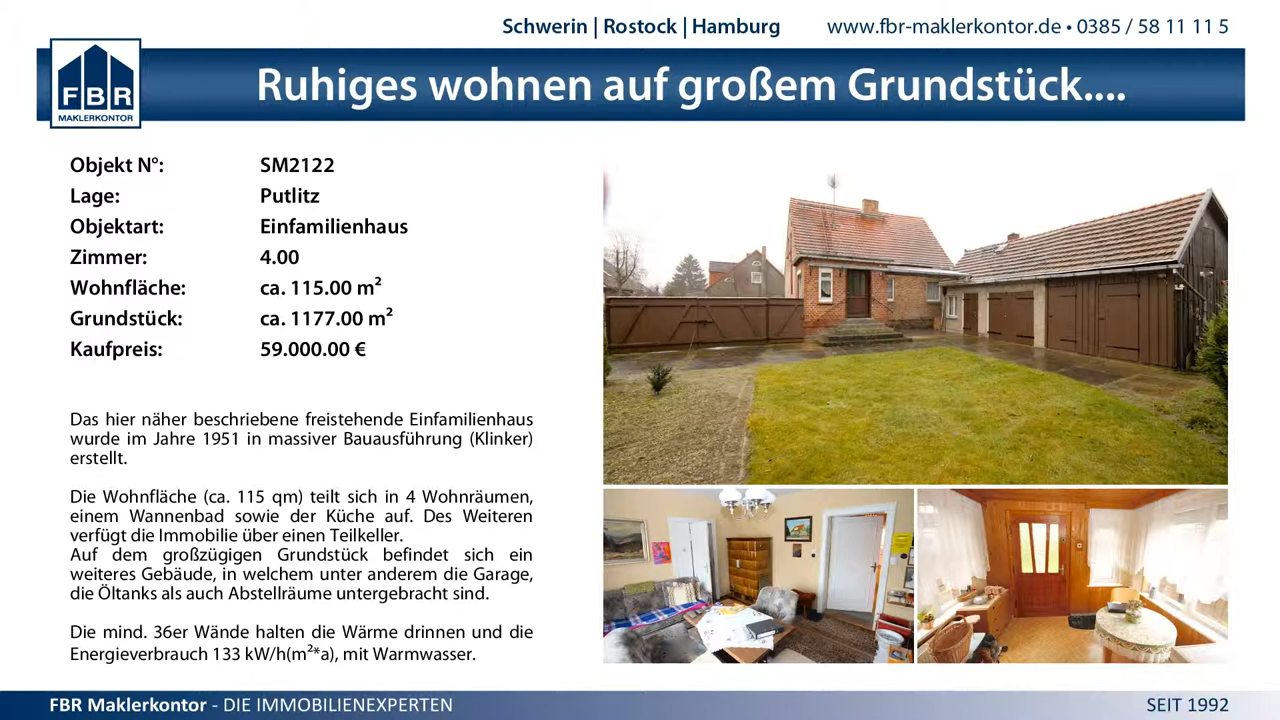 Schwerin | Rostock | Hamburg www.fbr-maklerkontor.de • 0385 / 58 11 11 5
FBR
MAKLERKONTOR
Ruhiges wohnen auf großem Grundstück....
Objekt N°: SM2122
Lage: Putlitz
Objektart: Einfamilienhaus
Zimmer: 4.00
Wohnfläche: ca. 115.00 m²
Grundstück: ca. 1177.00 m²
Kaufpreis: 59.000.00 €
Das hier näher beschriebene freistehende Einfamilienhaus
wurde im Jahre 1951 in massiver Bauausführung (Klinker)
erstellt.
Die Wohnfläche (ca. 115 qm) teilt sich in 4 Wohnräumen,
einem Wannenbad sowie der Küche auf. Des Weiteren
verfügt die Immobilie über einen Teilkeller.
Auf dem großzügigen Grundstück befindet sich ein
weiteres Gebäude, in welchem unter anderem die Garage,
die Öltanks als auch Abstellräume untergebracht sind.
Die mind. 36er Wände halten die Wärme drinnen und die
Energieverbrauch 133 kW/h(m²*a), mit Warmwasser.
FBR Maklerkontor - DIE IMMOBILIENEXPERTEN SEIT 1992